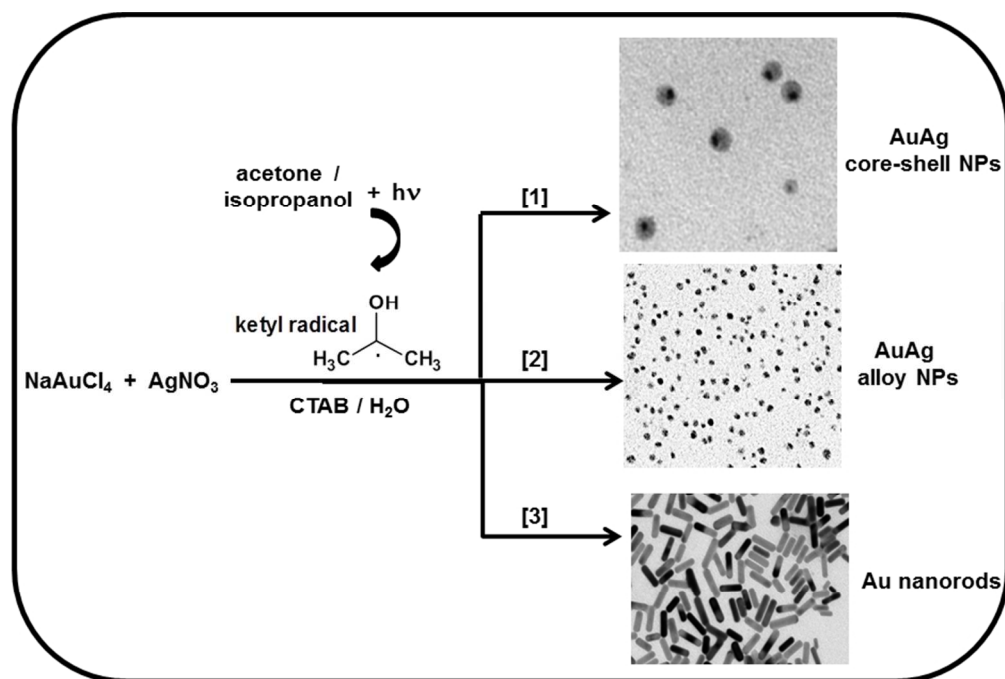 acetone /
isopropanol + hν
ketyl radical
OH
H₃C · CH₃
NaAuCl₄ + AgNO₃
CTAB / H₂O
[1]
AuAg
core-shell NPs
[2]
AuAg
alloy NPs
[3]
Au nanorods